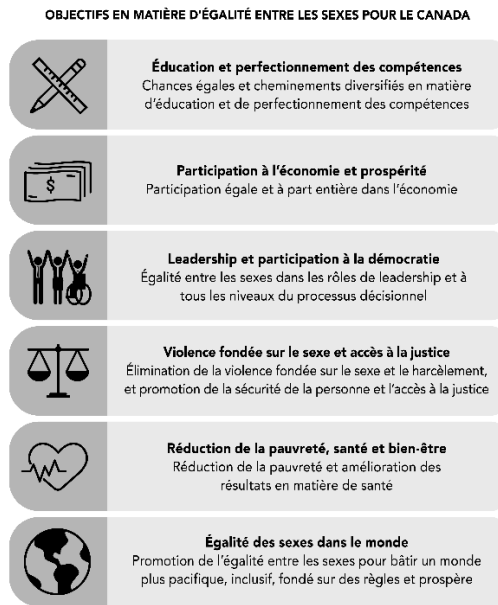 OBJECTIFS EN MATIÈRE D'ÉGALITÉ ENTRE LES SEXES POUR LE CANADA
Éducation et perfectionnement des compétences
Chances égales et cheminements diversifiés en matière
d'éducation et de perfectionnement des compétences
$
Participation à l'économie et prospérité
Participation égale et à part entière dans l'économie
Leadership et participation à la démocratie
Égalité entre les sexes dans les rôles de leadership et à
tous les niveaux du processus décisionnel
Violence fondée sur le sexe et accès à la justice
Élimination de la violence fondée sur le sexe et le harcèlement,
et promotion de la sécurité de la personne et l'accès à la justice
Réduction de la pauvreté, santé et bien-être
Réduction de la pauvreté et amélioration des
résultats en matière de santé
Égalité des sexes dans le monde
Promotion de l'égalité entre les sexes pour bâtir un monde
plus pacifique, inclusif, fondé sur des règles et prospère